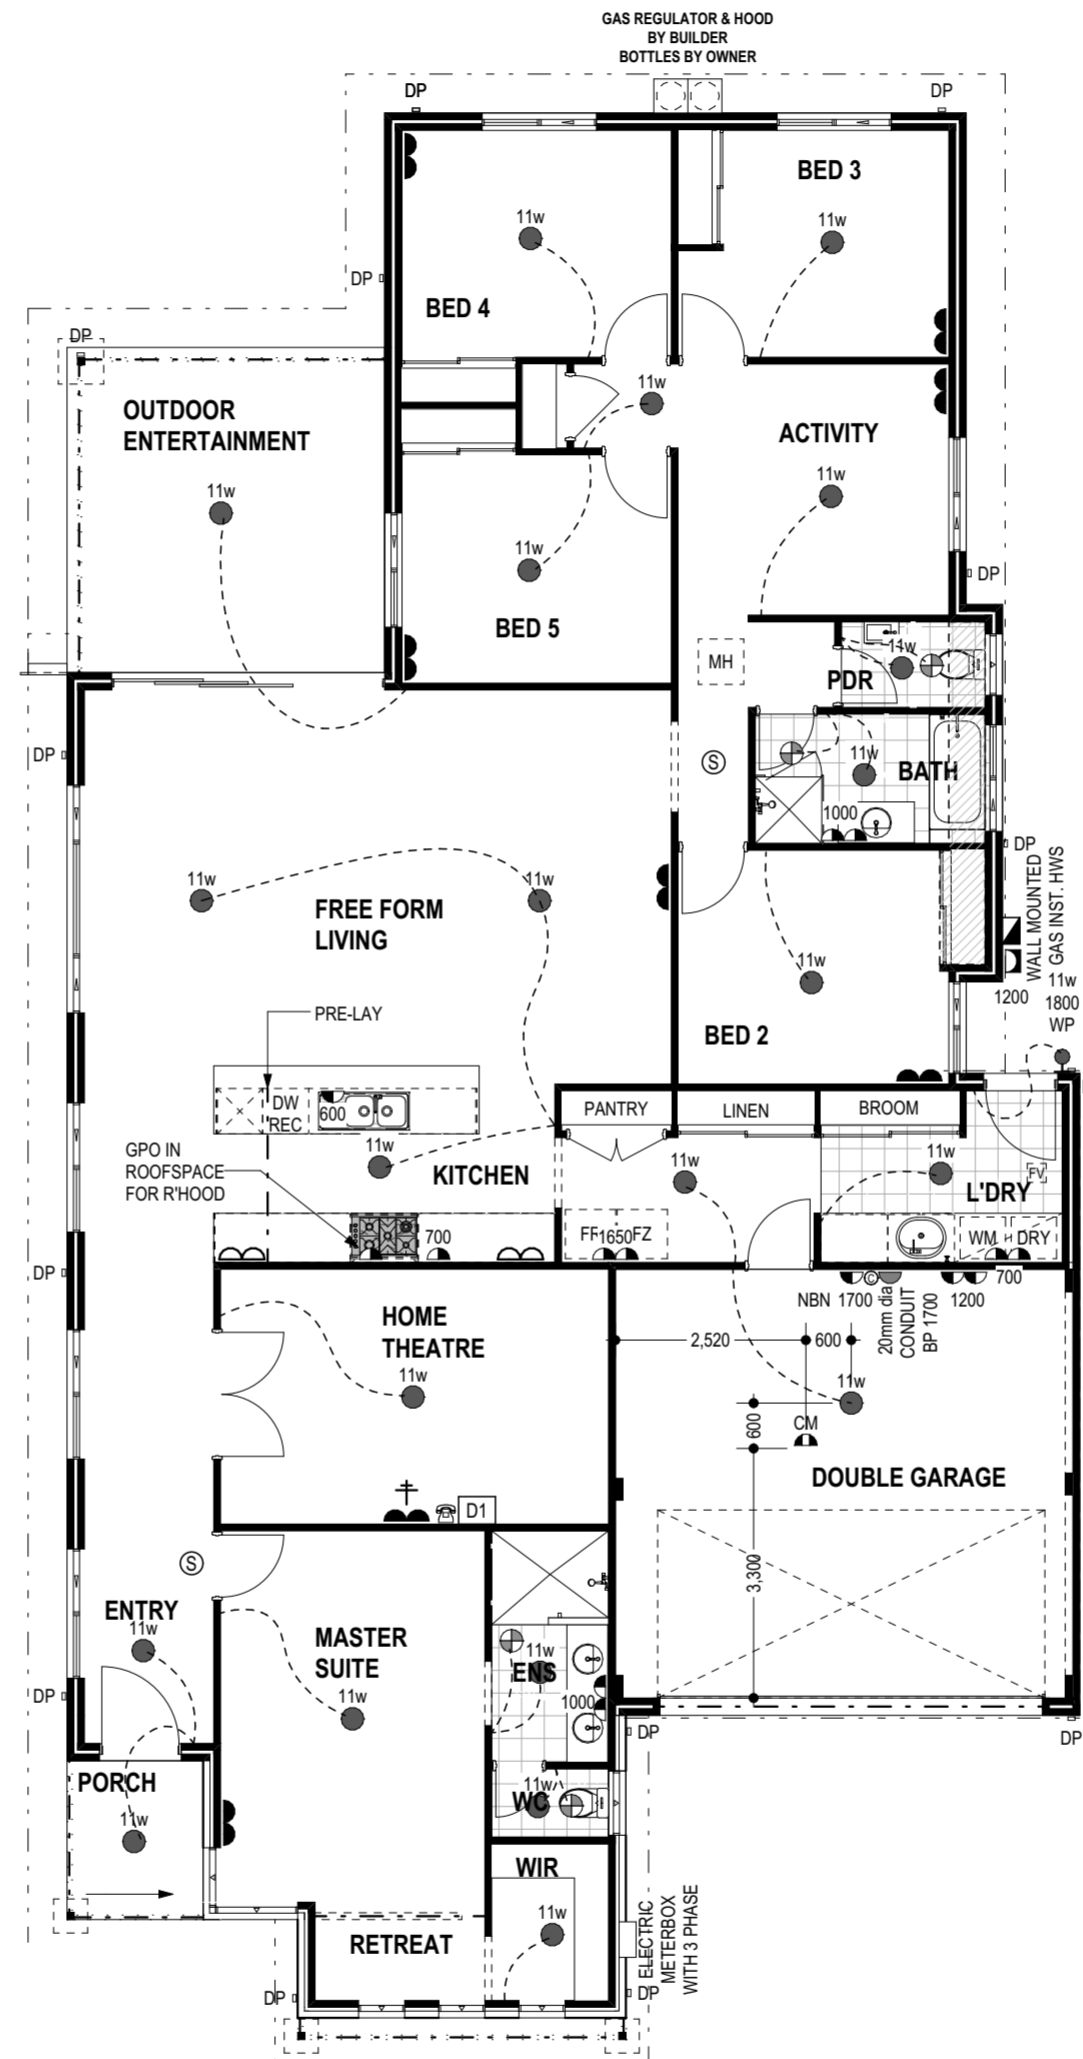 GAS REGULATOR & HOOD
BY BUILDER
BOTTLES BY OWNER
DP
DP
BED 3
11w
11w
DP
BED 4
DP
11w
OUTDOOR
ENTERTAINMENT
ACTIVITY
11w
11w
11w
DP
BED 5
11w
MH
PDR
DP
S
11w
BATH
1000
DP
WALL MOUNTED
GAS INST. HWS
11w
11w
FREE FORM
LIVING
11w
1200
11w
1800
WP
PRE-LAY
BED 2
DW
REC
600
PANTRY
LINEN
BROOM
GPO IN
ROOFSPACE
FOR R'HOOD
11w
KITCHEN
11w
11w
FV
L'DRY
700
FR
1650
FZ
WM
DRY
DP
700
NBN
1700
C
20mm dia
CONDUIT
BP 1700
1200
HOME
THEATRE
2,520
600
11w
11w
600
CM
DOUBLE GARAGE
D1
S
3,300
ENTRY
11w
MASTER
SUITE
11w
ENS
DP
1000
11w
DP
DP
PORCH
11w
WC
11w
WIR
11w
RETREAT
ELECTRIC
METERBOX
WITH 3 PHASE
DP
DP